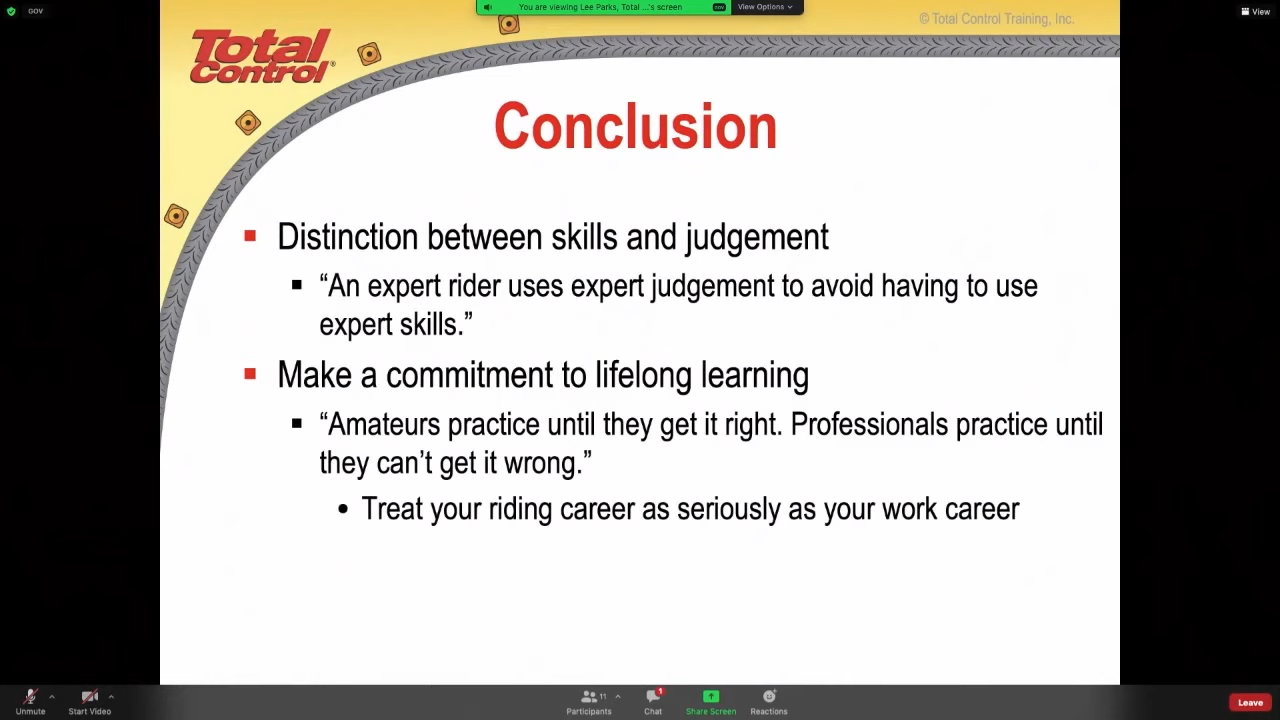 GOV
You are viewing Lee Parks, Total ...'s screen
GOV
View Options
View
© Total Control Training, Inc.
Total
Control®
Conclusion
Distinction between skills and judgement
“An expert rider uses expert judgement to avoid having to use
expert skills.”
Make a commitment to lifelong learning
“Amateurs practice until they get it right. Professionals practice until
they can’t get it wrong.”
Treat your riding career as seriously as your work career
Unmute
Start Video
11
Participants
1
Chat
Share Screen
Reactions
Leave